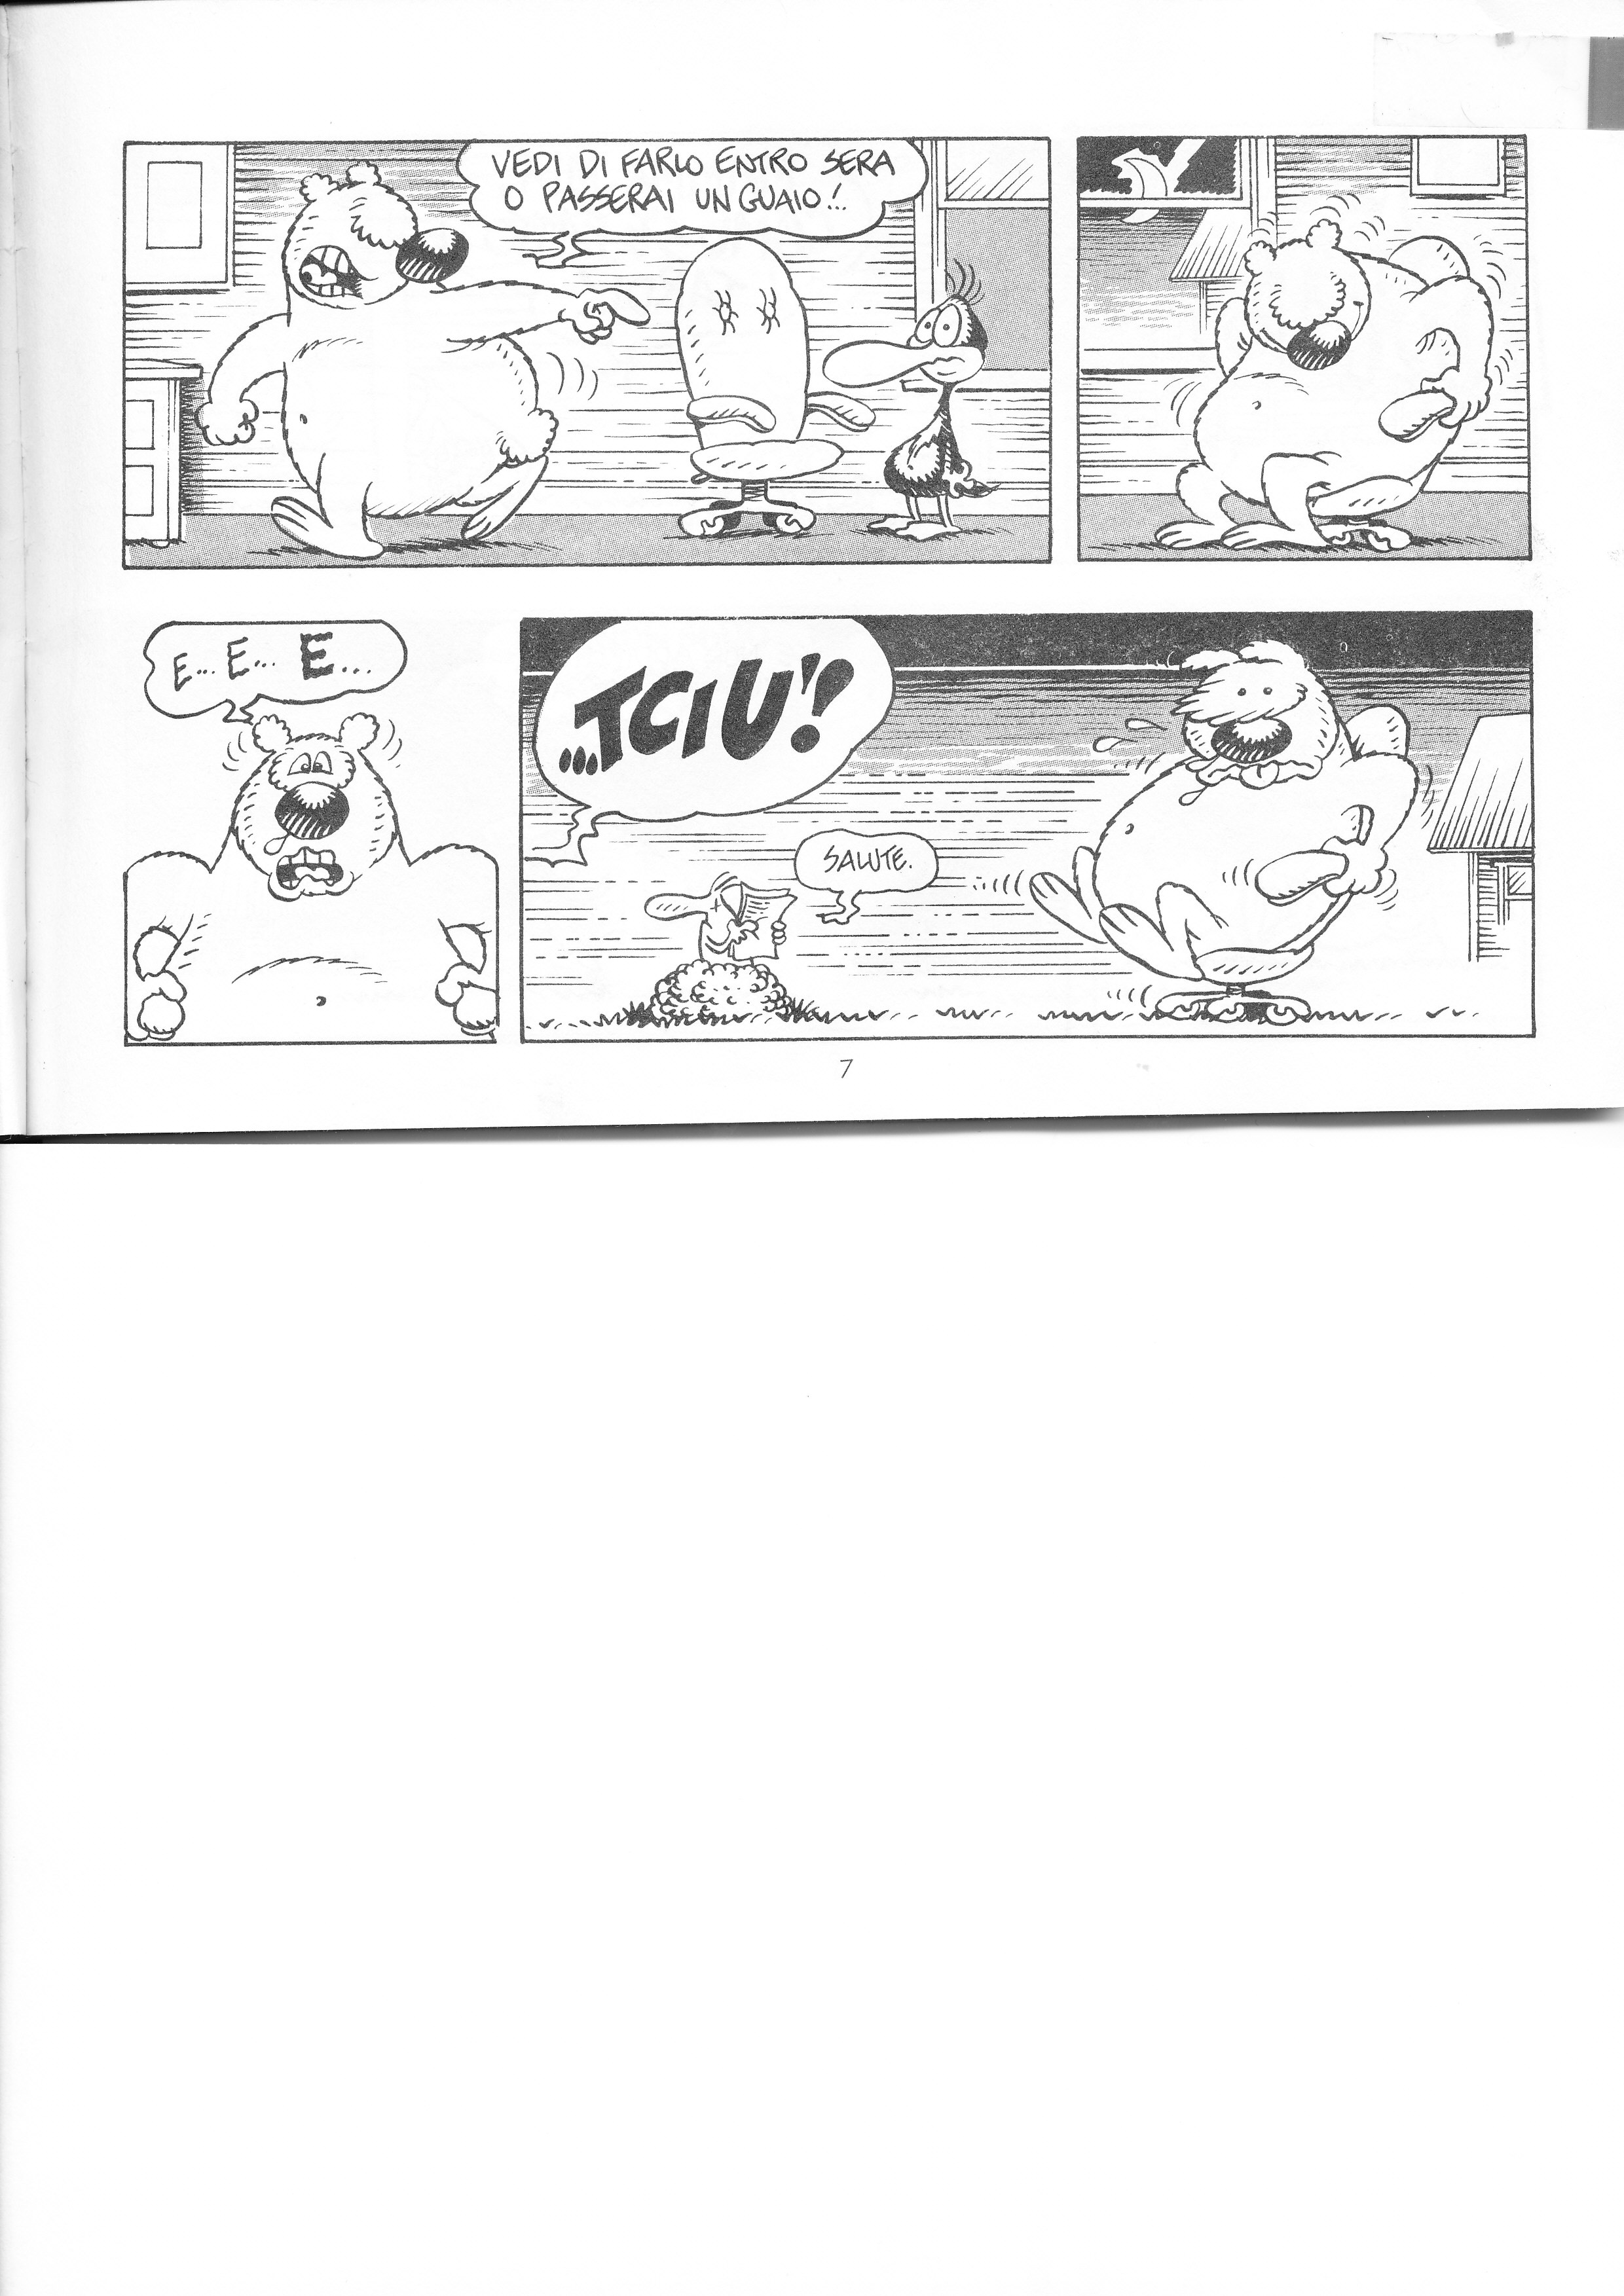 VEDI DI FARLO ENTRO SERA
O PASSERAI UN GUAIO!!
E... E... E...
...TCIU'!
SALUTE.
7